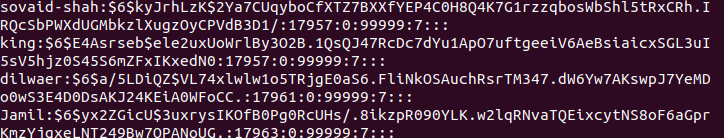 sovaid-shah:$6$kyJrhLzK$2Ya7CUqyboCfXTZ7BXXfYEP4C0H8Q4K7G1rzzqbosWbShl5tRxCRh.I
RQcSbPWXdUGMbkzlXugzOyCPVdB3D1/:17157:0:99999:7:::
king:$6$E4Asrseb$ele2uxUoWrlBy3O2B.1QsQJ47RcDc7dYu1ApO7uftgeeiV6AeBsiaicxSGL3uI
5sV5hjz0S45S6mZFxIKxedN0:17957:0:99999:7:::
dilwaer:$6$a/5LDiQZ$VL74xlwlw1o5TRjgE0aS6.FliNkOSAuchRsrTM347.dW6Yw7AKswpJ7YeMD
o0wS3E4D0DsAKJ24KEiA0WFoCC.:17961:0:99999:7:::
Jamil:$6$yx2ZGicU$3uxrysIKOfB0Pg0RcUHs/.8ikzpR090YLK.w2lqRNvaTQEixcytNS8oF6aGpr
KmzYjqxeLNT249Bw7OPANoUG.:17963:0:99999:7:::